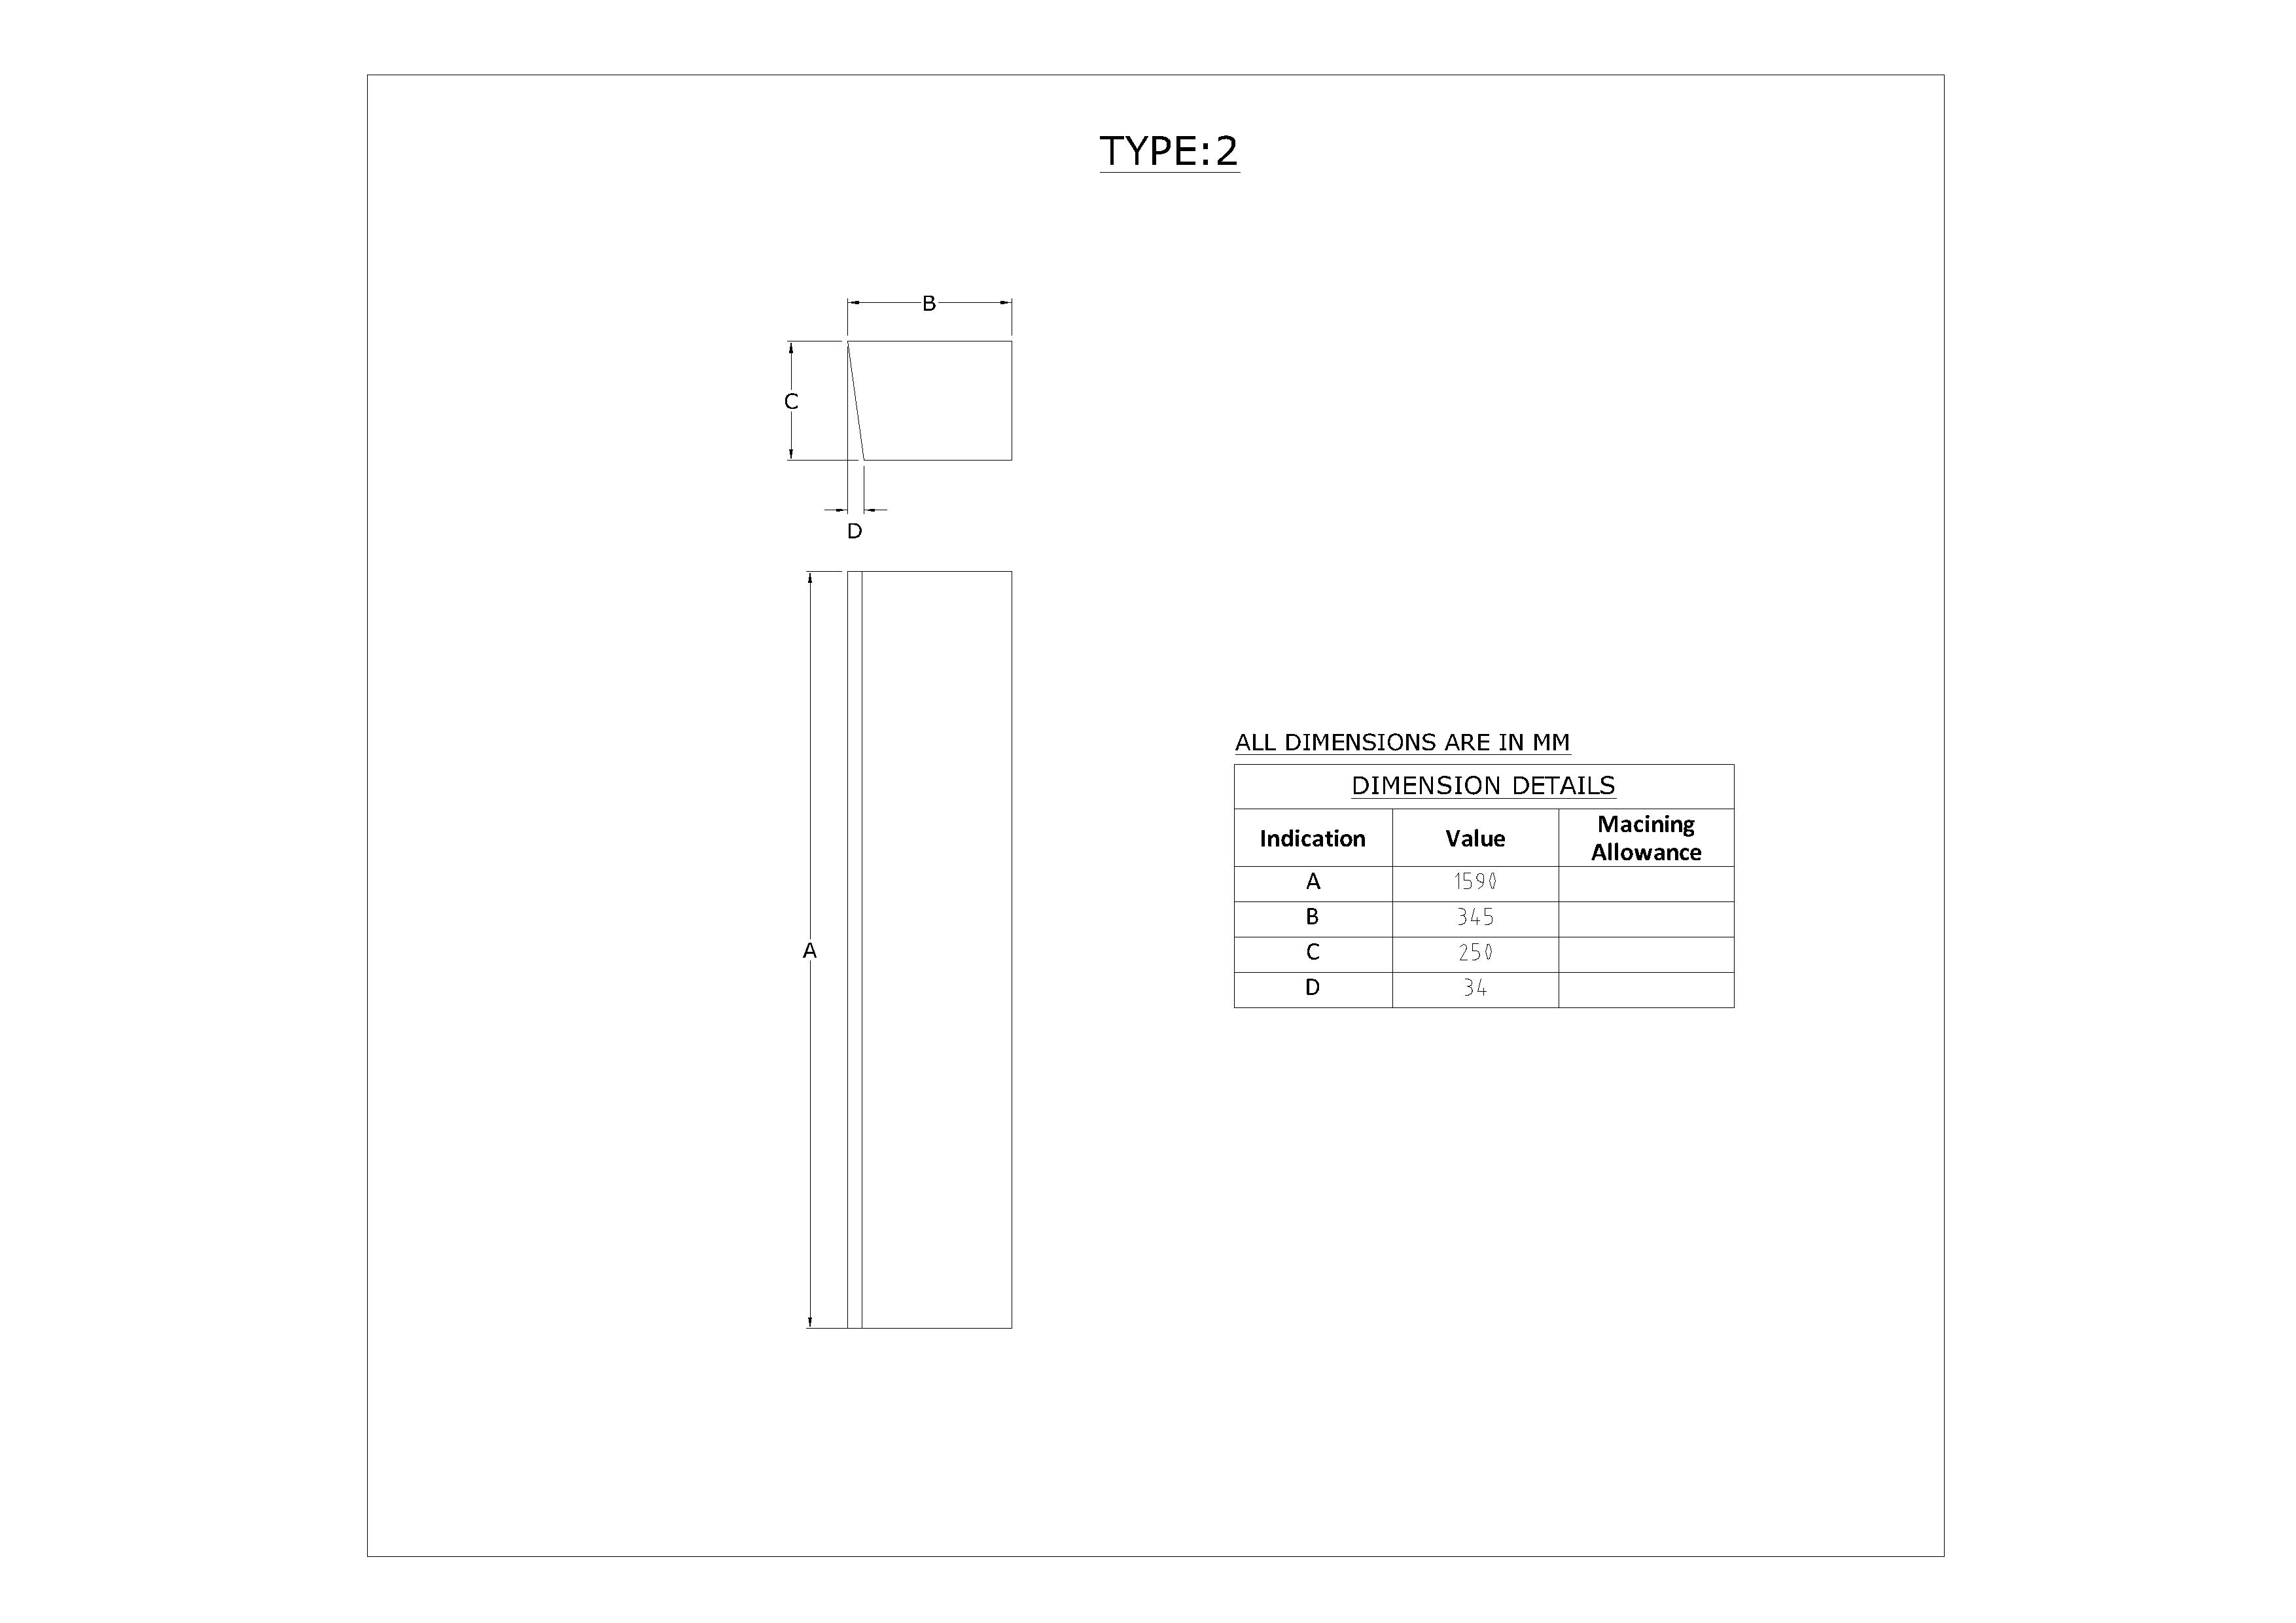 TYPE:2
B
C
D
A
ALL DIMENSIONS ARE IN MM
DIMENSION DETAILS
Indication Value Macining Allowance
A 1590
B 345
C 250
D 34